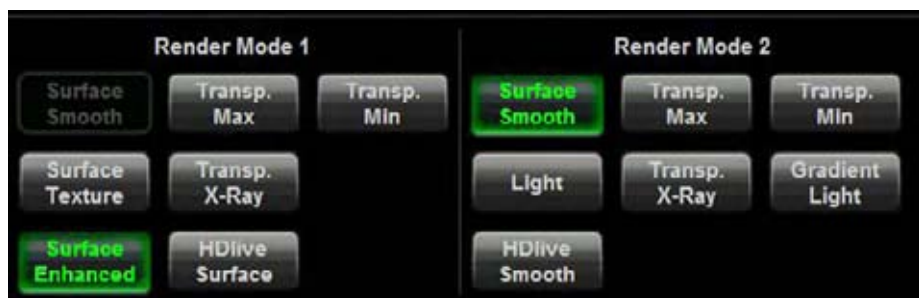 Render Mode 1
Surface Smooth
Transp. Max
Transp. Min
Surface Texture
Transp. X-Ray
Surface Enhanced
HDlive Surface
Render Mode 2
Surface Smooth
Transp. Max
Transp. Min
Light
Transp. X-Ray
Gradient Light
HDlive Smooth